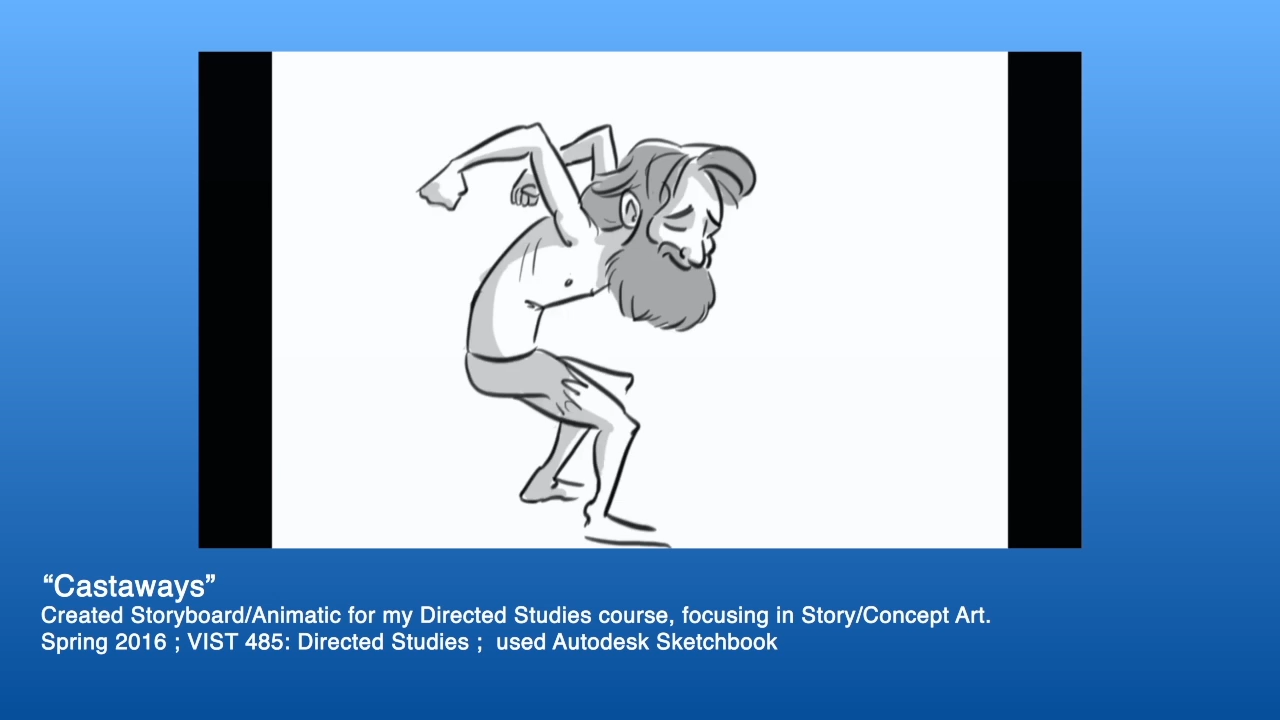 “Castaways”
Created Storyboard/Animatic for my Directed Studies course, focusing in Story/Concept Art.
Spring 2016 ; VIST 485: Directed Studies ;  used Autodesk Sketchbook